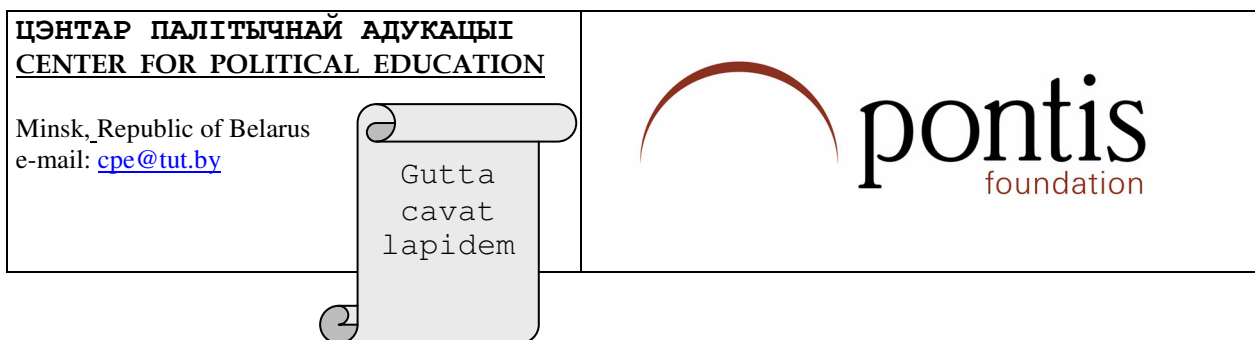 ЦЭНТАР ПАЛІТЫЧНАЙ АДУКАЦЫІ
CENTER FOR POLITICAL EDUCATION
Minsk, Republic of Belarus
e-mail: cpe@tut.by
Gutta
cavat
lapidem
pontis
foundation